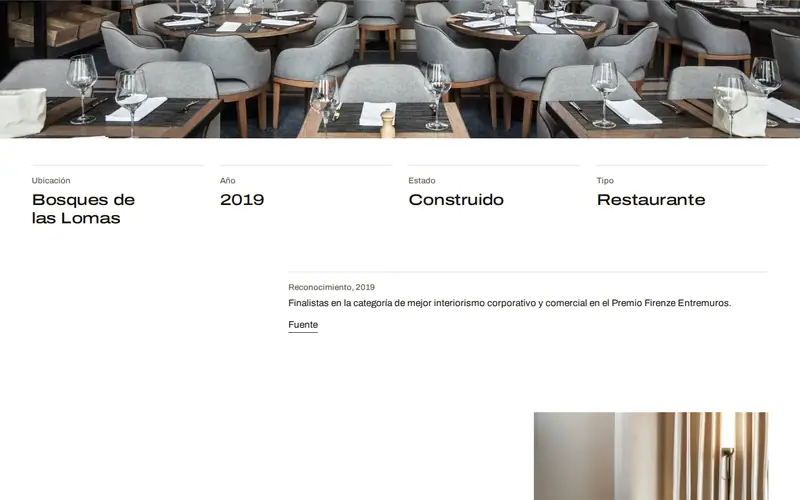 Ubicación
Bosques de
las Lomas
Año
2019
Estado
Construido
Tipo
Restaurante
Reconocimiento, 2019
Finalistas en la categoría de mejor interiorismo corporativo y comercial en el Premio Firenze Entremuros.
Fuente